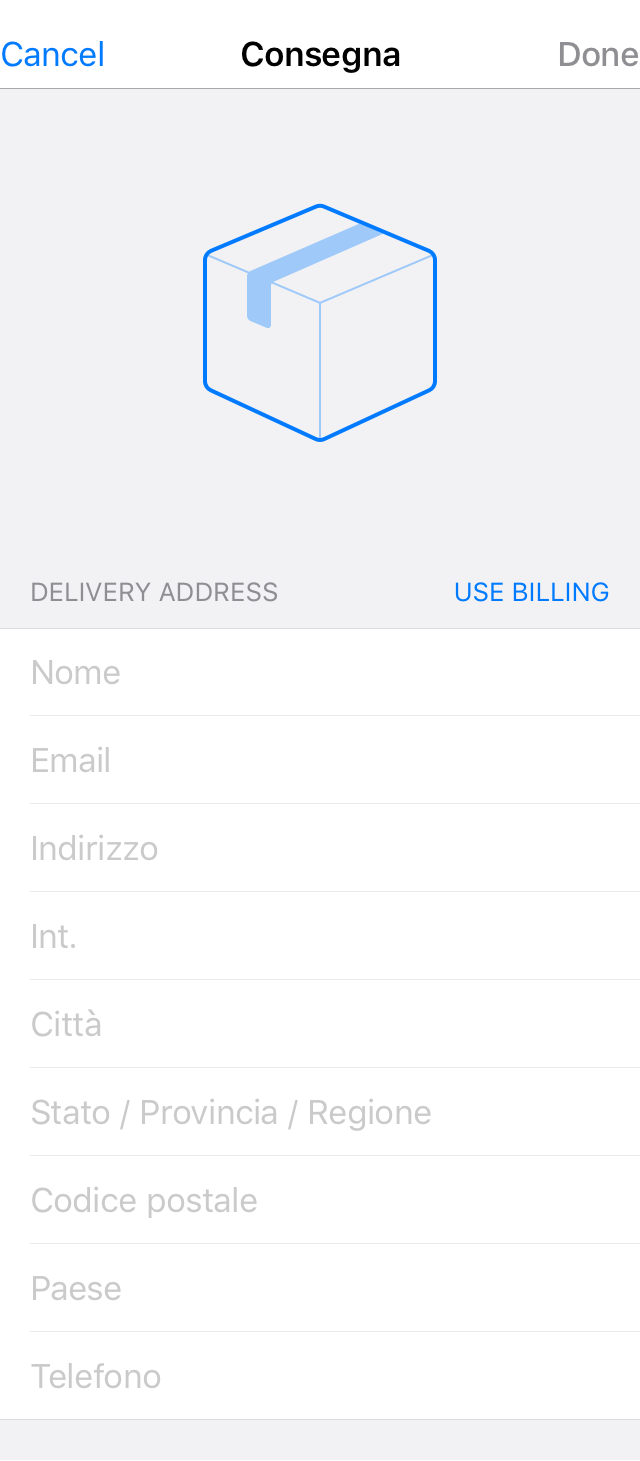 Cancel Consegna Done
DELIVERY ADDRESS USE BILLING
Nome
Email
Indirizzo
Int.
Città
Stato / Provincia / Regione
Codice postale
Paese
Telefono